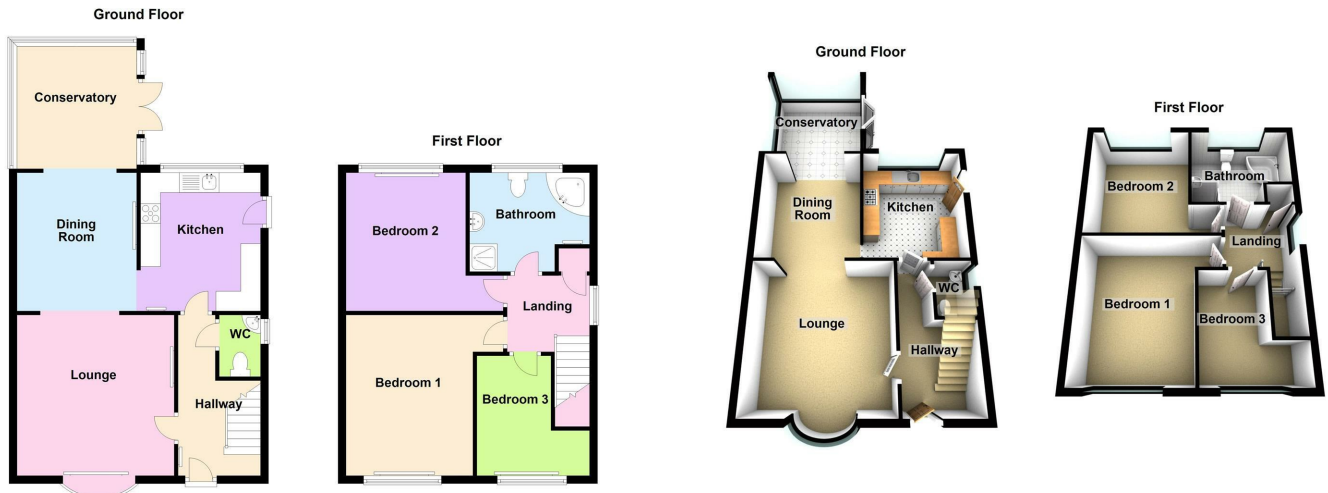 Ground Floor
Conservatory
Dining
Room
Kitchen
WC
Lounge
Hallway
First Floor
Bedroom 2
Bathroom
Landing
Bedroom 1
Bedroom 3
Ground Floor
Conservatory
Dining
Room
Kitchen
WC
Lounge
Hallway
First Floor
Bedroom 2
Bathroom
Landing
Bedroom 1
Bedroom 3